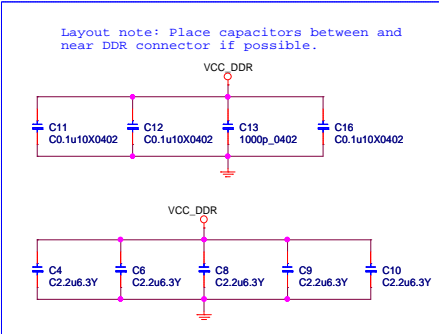 Layout note: Place capacitors between and
near DDR connector if possible.
VCC_DDR
C11 C12 C13 C16
C0.1u10X0402 C0.1u10X0402 1000p_0402 C0.1u10X0402
VCC_DDR
C4 C6 C8 C9 C10
C2.2u6.3Y C2.2u6.3Y C2.2u6.3Y C2.2u6.3Y C2.2u6.3Y